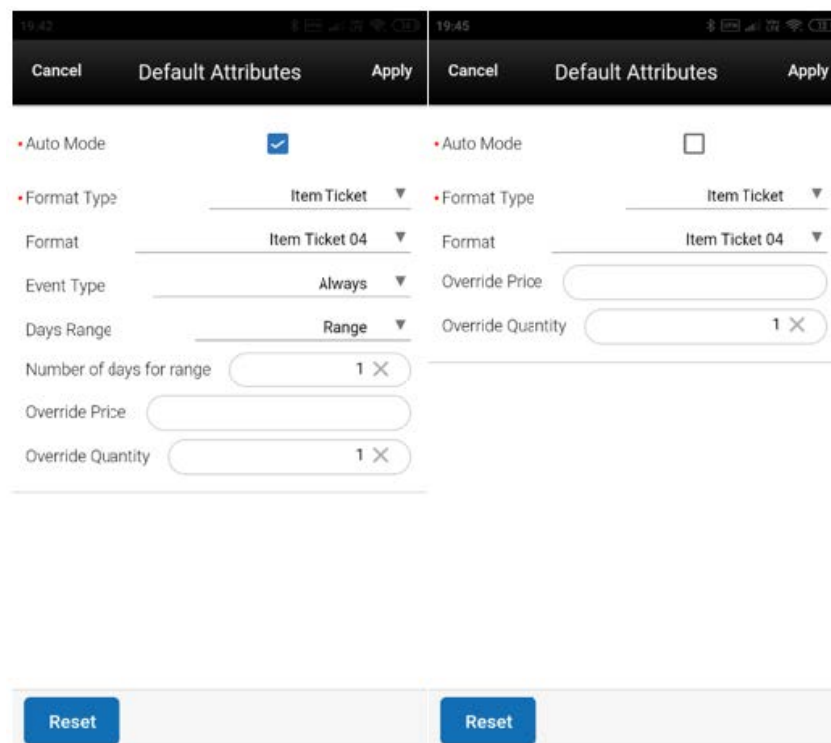 19:42
Cancel Default Attributes Apply
• Auto Mode
• Format Type Item Ticket
Format Item Ticket 04
Event Type Always
Days Range Range
Number of days for range 1
Override Price
Override Quantity 1
Reset
19:45
Cancel Default Attributes Apply
• Auto Mode
• Format Type Item Ticket
Format Item Ticket 04
Override Price
Override Quantity 1
Reset